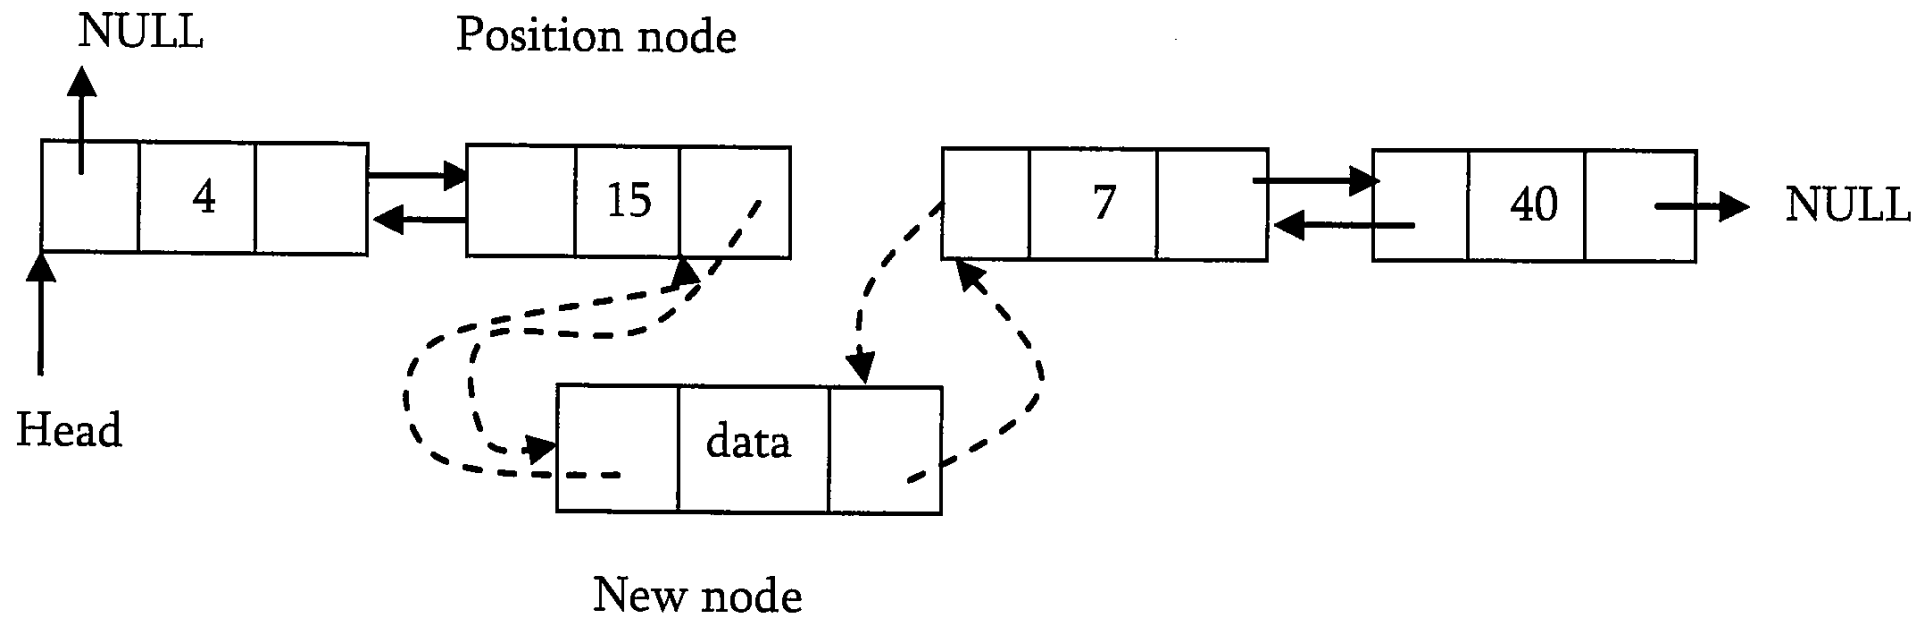 NULL
Position node
4
15
7
40
NULL
Head
data
New node